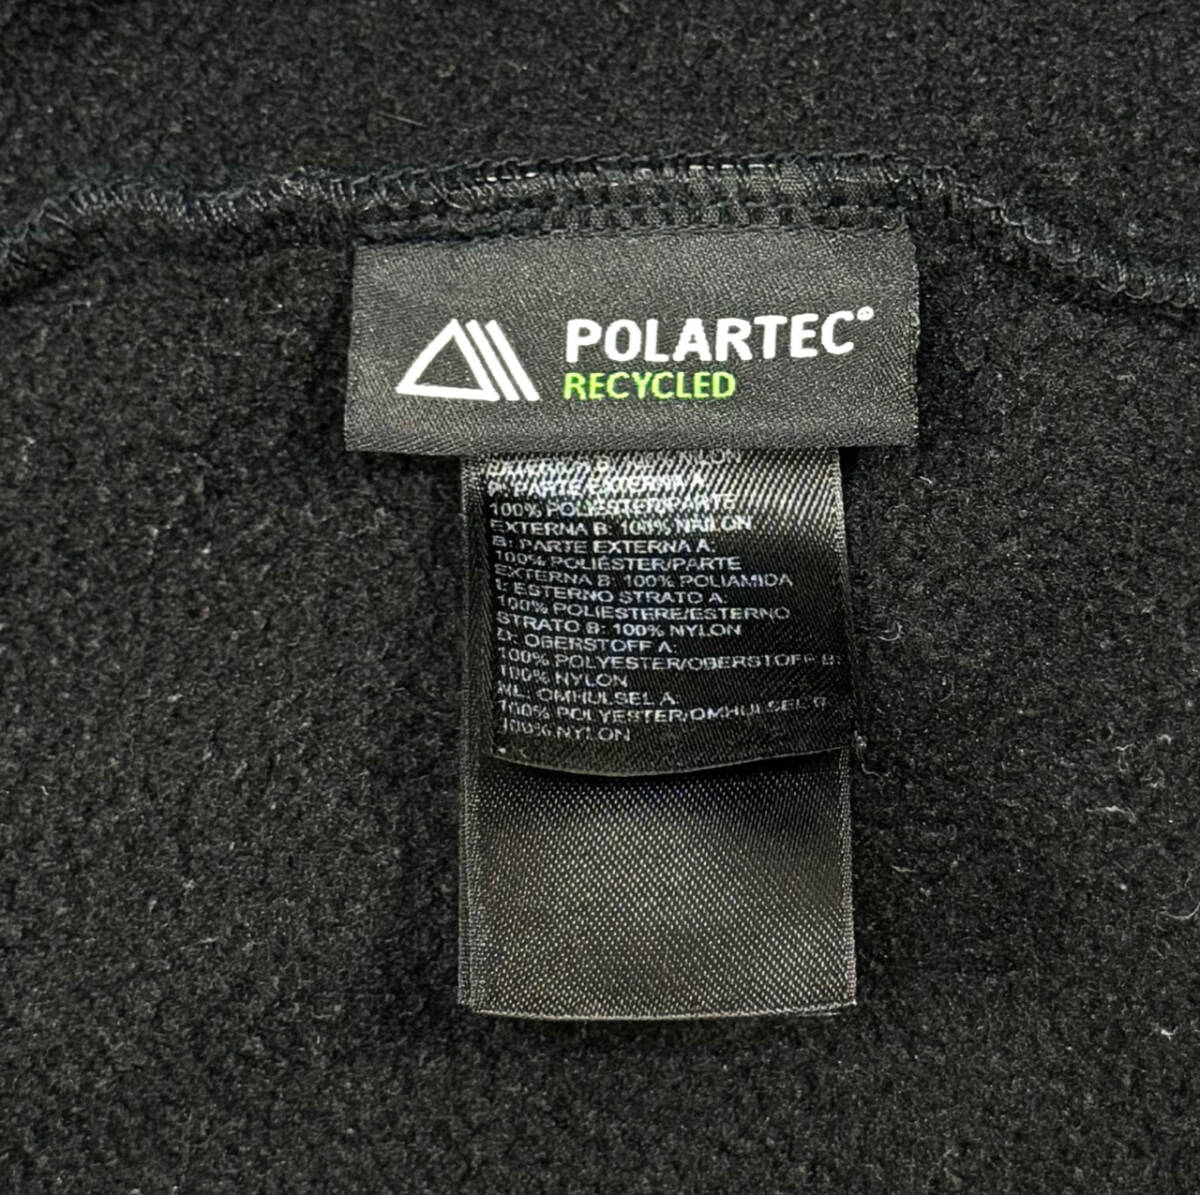 POLARTEC®
RECYCLED
100% NYLON
PARTE EXTERNA A:
100% POLIESTER/PARTE
EXTERNA B: 100% NAILON
B: PARTE EXTERNA A:
100% POLIÉSTER/PARTE
EXTERNA B: 100% POLIAMIDA
I: ESTERNO STRATO A:
100% POLIESTERE/ESTERNO
STRATO B: 100% NYLON
D: OBERSTOFF A:
100% POLYESTER/OBERSTOFF B:
100% NYLON
NL: OMHULSEL A:
100% POLYESTER/OMHULSEL B:
100% NYLON